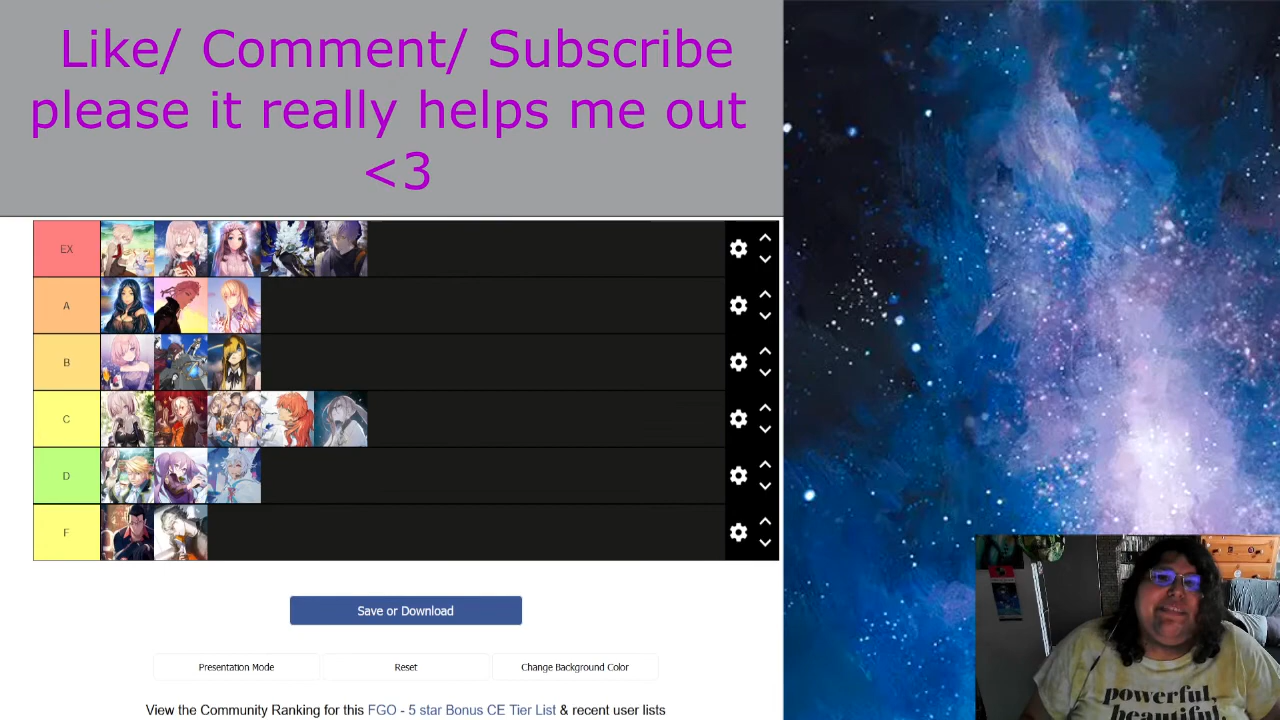 Like/ Comment/ Subscribe
please it really helps me out
<3
EX
A
B
C
D
F
Save or Download
Presentation Mode
Reset
Change Background Color
View the Community Ranking for this FGO - 5 star Bonus CE Tier List & recent user lists
powerful,
beautiful